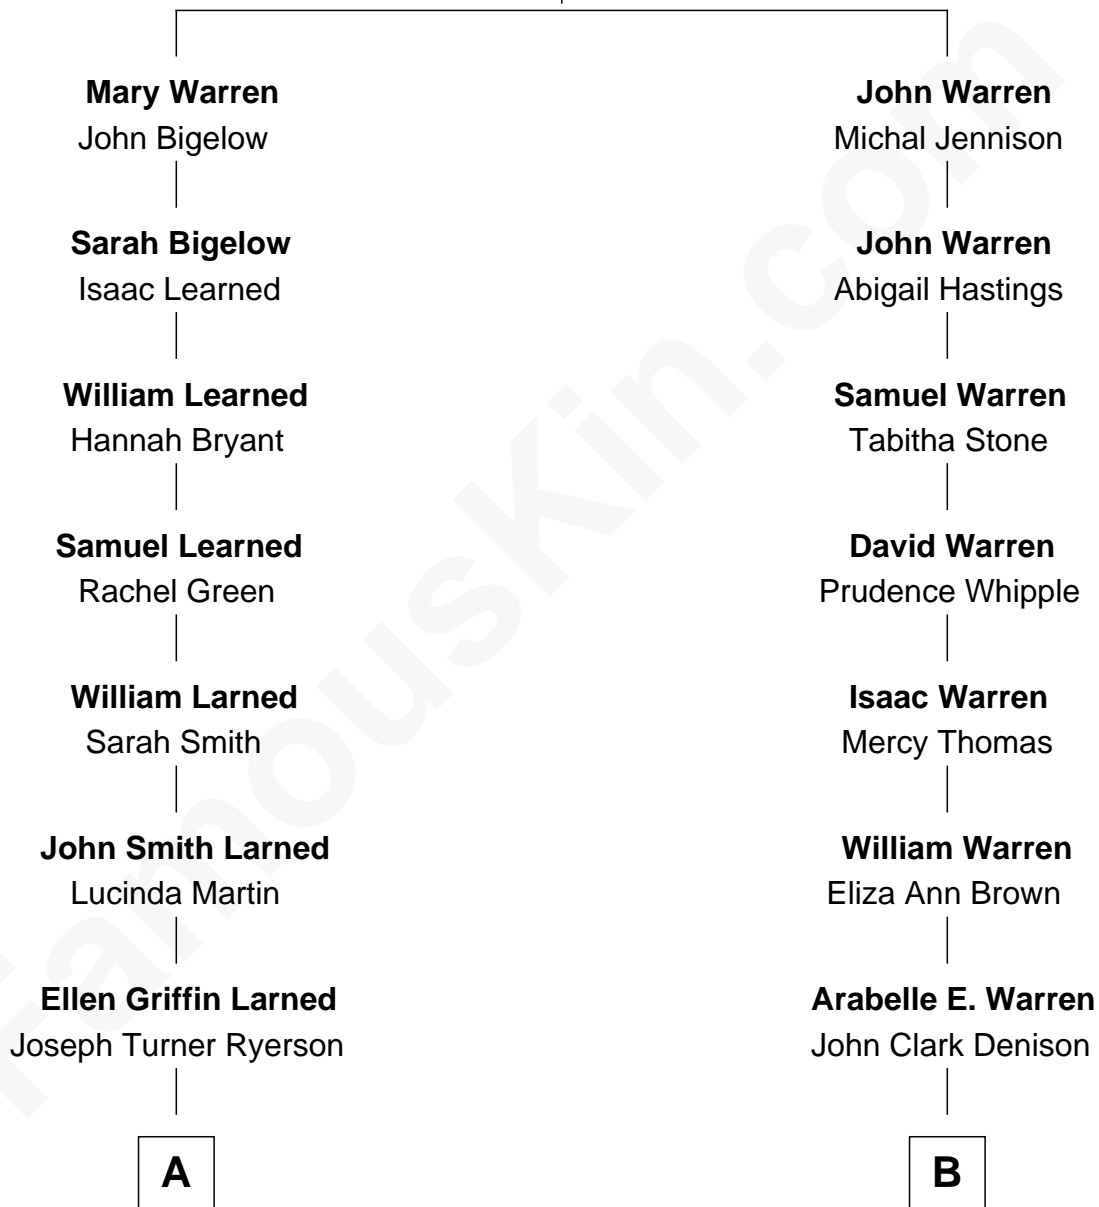 Mary Warren
John Bigelow
Sarah Bigelow
Isaac Learned
William Learned
Hannah Bryant
Samuel Learned
Rachel Green
William Larned
Sarah Smith
John Smith Larned
Lucinda Martin
Ellen Griffin Larned
Joseph Turner Ryerson
A
John Warren
Michal Jennison
John Warren
Abigail Hastings
Samuel Warren
Tabitha Stone
David Warren
Prudence Whipple
Isaac Warren
Mercy Thomas
William Warren
Eliza Ann Brown
Arabelle E. Warren
John Clark Denison
B
FamousKin.com